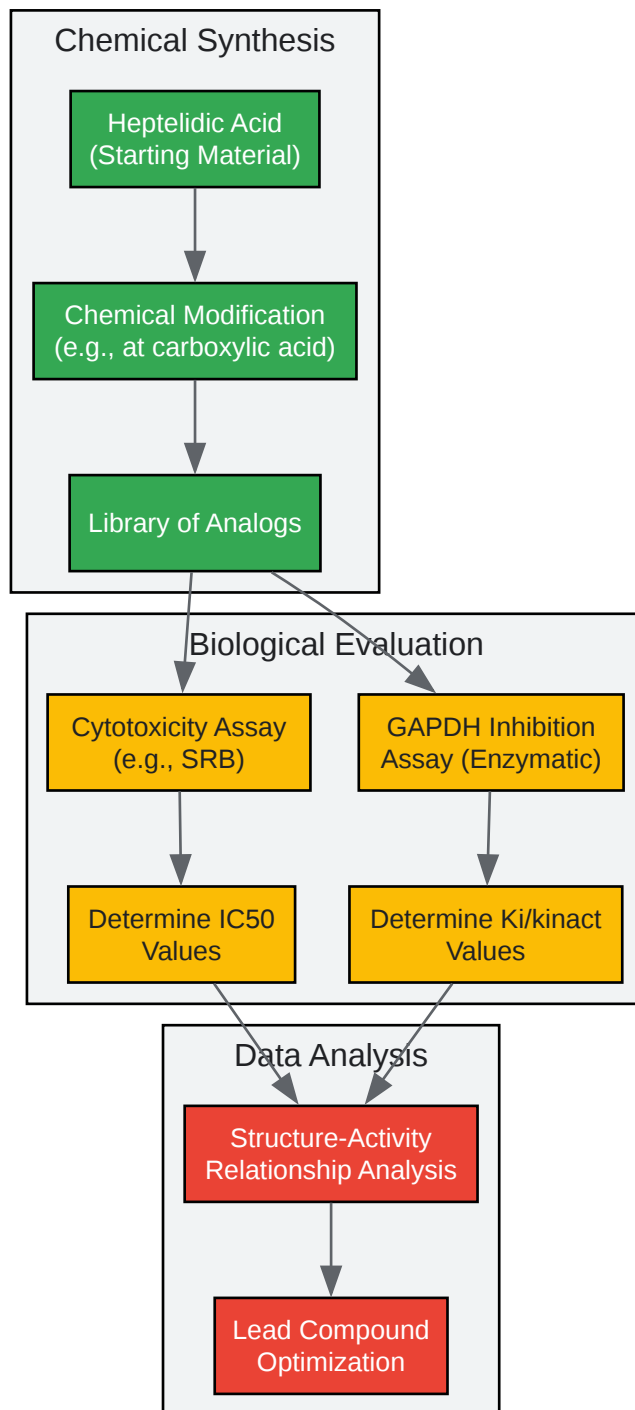 Chemical Synthesis
Heptelidic Acid
(Starting Material)
Chemical Modification
(e.g., at carboxylic acid)
Library of Analogs
Biological Evaluation
Cytotoxicity Assay
(e.g., SRB)
GAPDH Inhibition
Assay (Enzymatic)
Determine IC50
Values
Determine Ki/kinact
Values
Data Analysis
Structure-Activity
Relationship Analysis
Lead Compound
Optimization